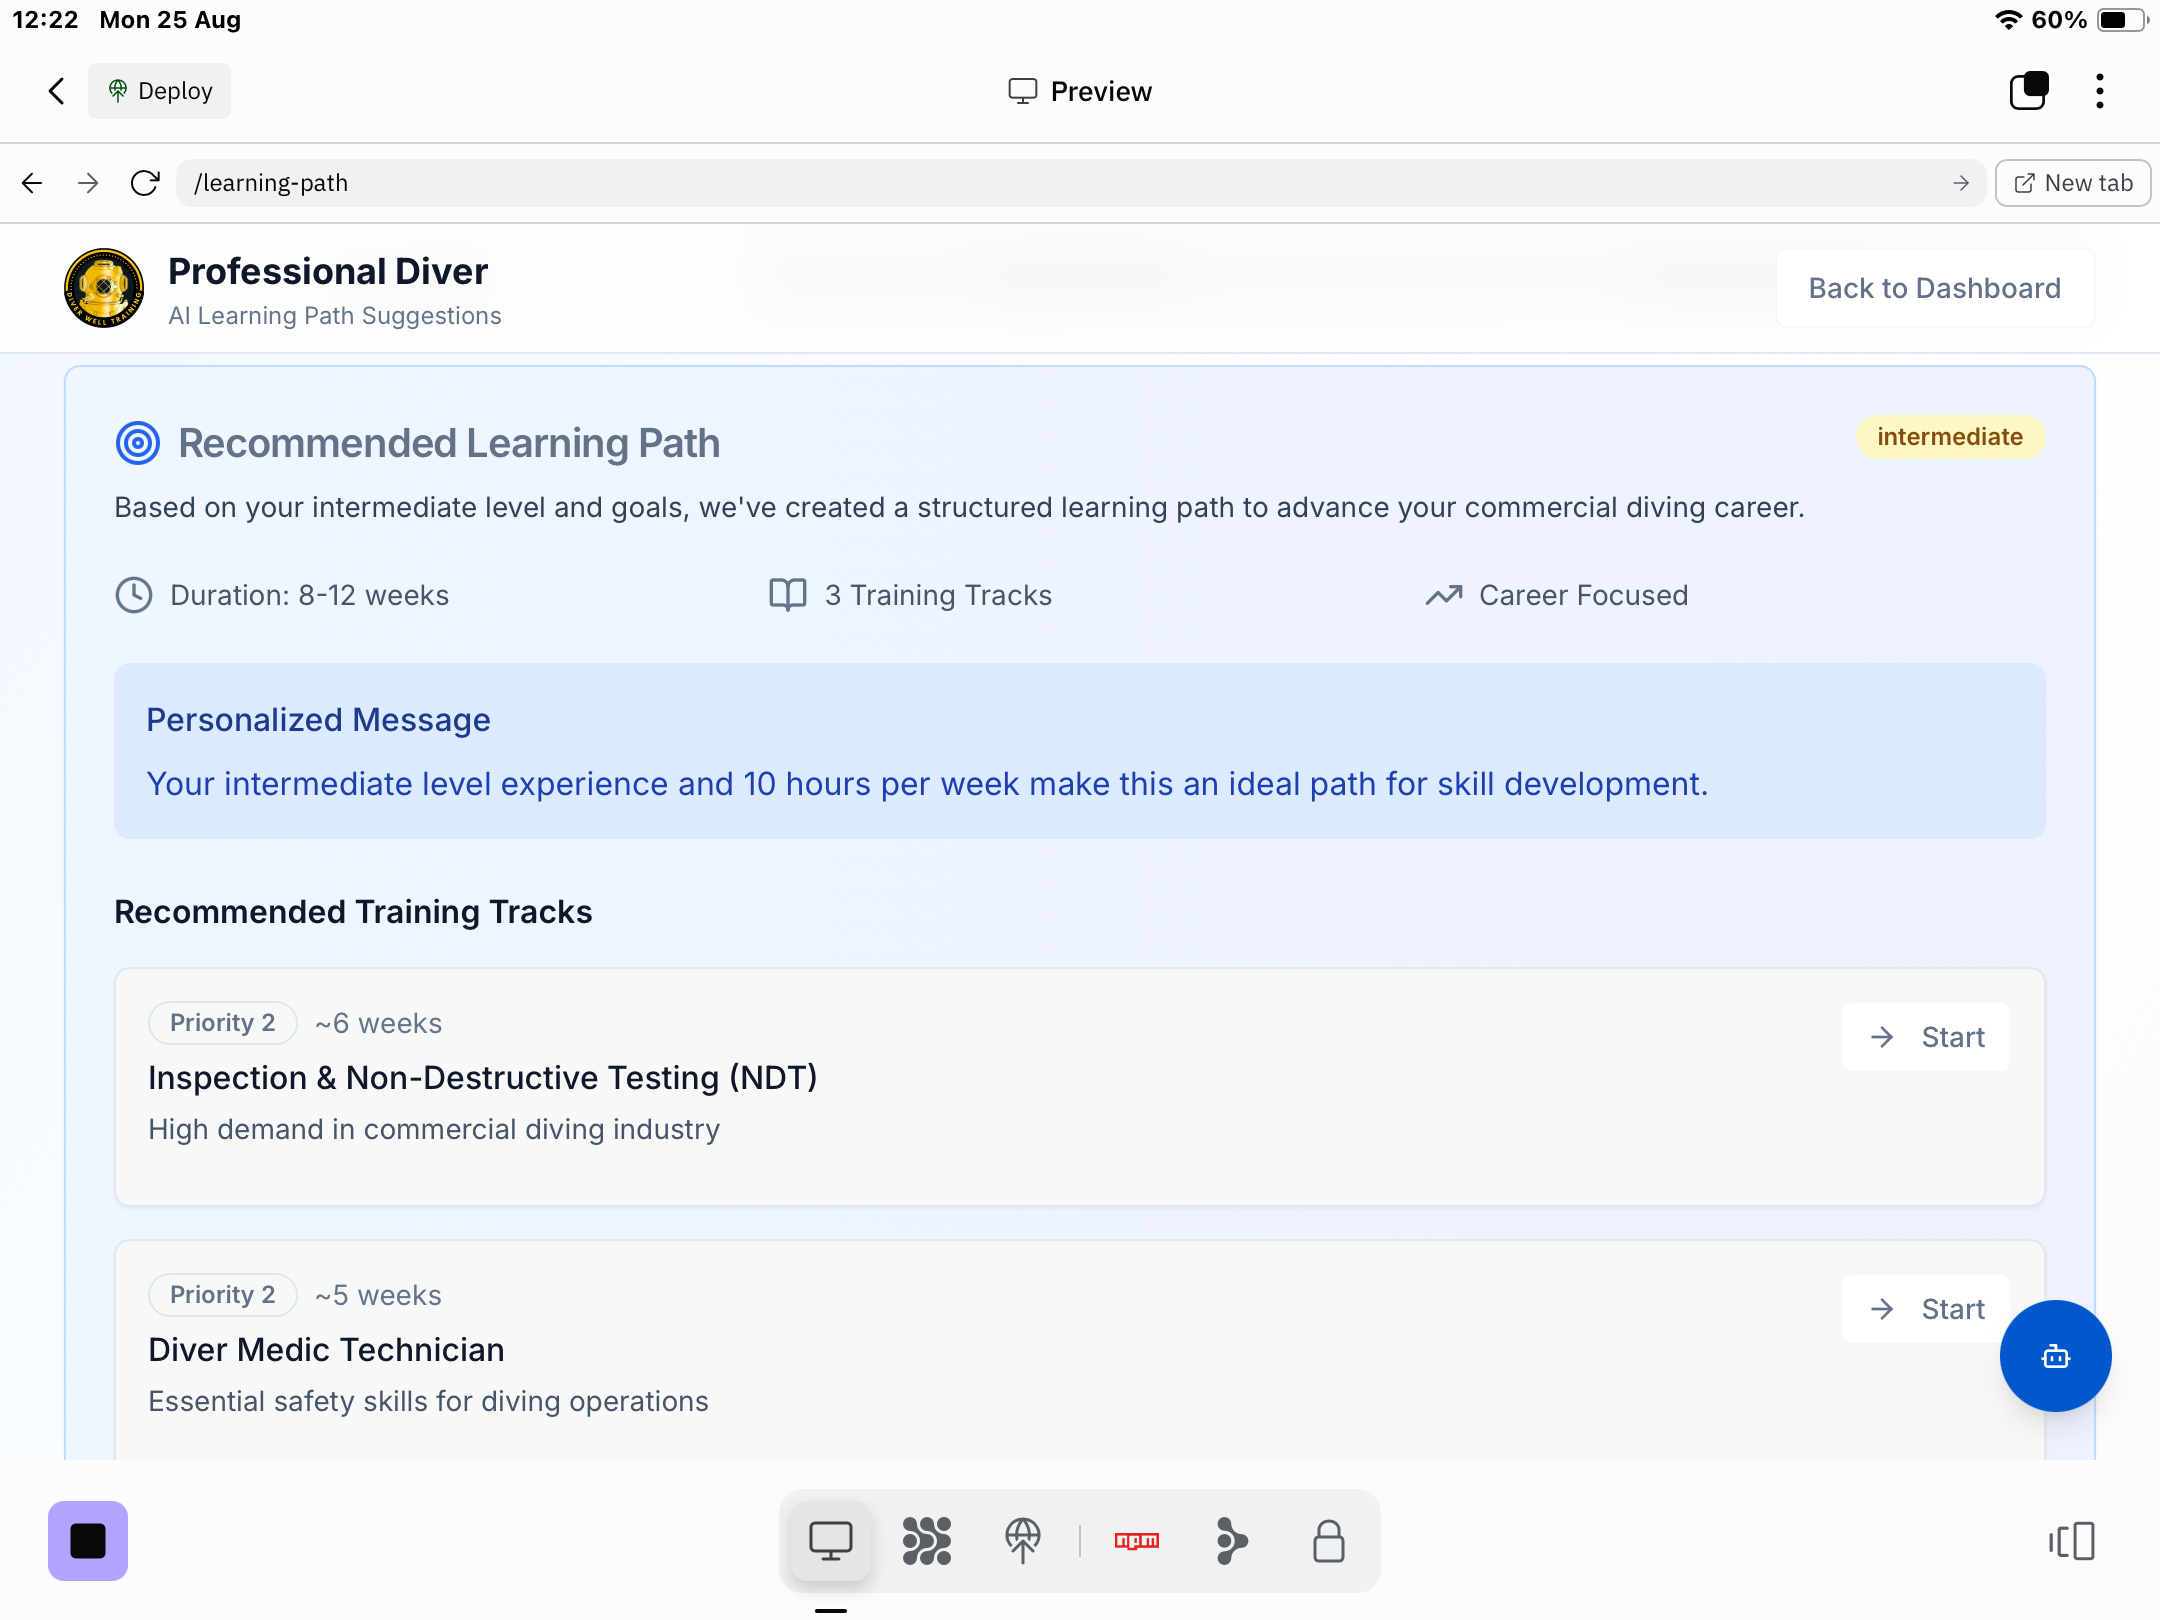 12:22 Mon 25 Aug
60%
Deploy
Preview
/learning-path
New tab
DIVER WELL TRAINING
Professional Diver
AI Learning Path Suggestions
Back to Dashboard
Recommended Learning Path
intermediate
Based on your intermediate level and goals, we've created a structured learning path to advance your commercial diving career.
Duration: 8-12 weeks
3 Training Tracks
Career Focused
Personalized Message
Your intermediate level experience and 10 hours per week make this an ideal path for skill development.
Recommended Training Tracks
Priority 2 ~6 weeks
Start
Inspection & Non-Destructive Testing (NDT)
High demand in commercial diving industry
Priority 2 ~5 weeks
Start
Diver Medic Technician
Essential safety skills for diving operations
npm